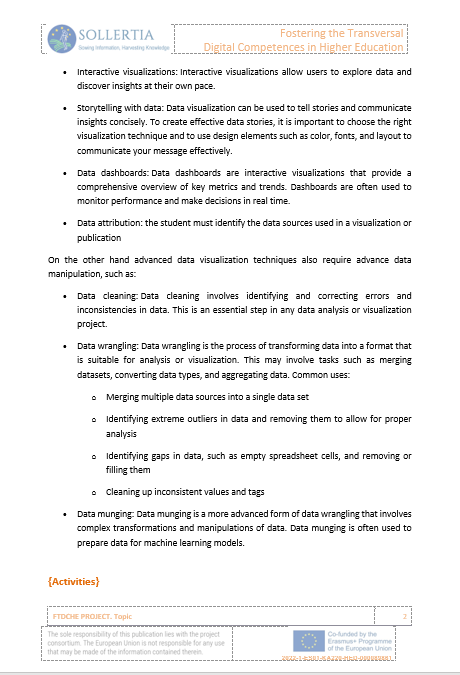 SOLLERTIA
Sowing Information, Harvesting Knowledge
Fostering the Transversal
Digital Competences in Higher Education
• Interactive visualizations: Interactive visualizations allow users to explore data and
discover insights at their own pace.
• Storytelling with data: Data visualization can be used to tell stories and communicate
insights concisely. To create effective data stories, it is important to choose the right
visualization technique and to use design elements such as color, fonts, and layout to
communicate your message effectively.
• Data dashboards: Data dashboards are interactive visualizations that provide a
comprehensive overview of key metrics and trends. Dashboards are often used to
monitor performance and make decisions in real time.
• Data attribution: the student must identify the data sources used in a visualization or
publication
On the other hand advanced data visualization techniques also require advance data
manipulation, such as:
• Data cleaning: Data cleaning involves identifying and correcting errors and
inconsistencies in data. This is an essential step in any data analysis or visualization
project.
• Data wrangling: Data wrangling is the process of transforming data into a format that
is suitable for analysis or visualization. This may involve tasks such as merging
datasets, converting data types, and aggregating data. Common uses:
o Merging multiple data sources into a single data set
o Identifying extreme outliers in data and removing them to allow for proper
analysis
o Identifying gaps in data, such as empty spreadsheet cells, and removing or
filling them
o Cleaning up inconsistent values and tags
• Data munging: Data munging is a more advanced form of data wrangling that involves
complex transformations and manipulations of data. Data munging is often used to
prepare data for machine learning models.
{Activities}
FTDCHE PROJECT. Topic
2
The sole responsibility of this publication lies with the project
consortium. The European Union is not responsible for any use
that may be made of the information contained therein.
Co-funded by the
Erasmus+ Programme
of the European Union